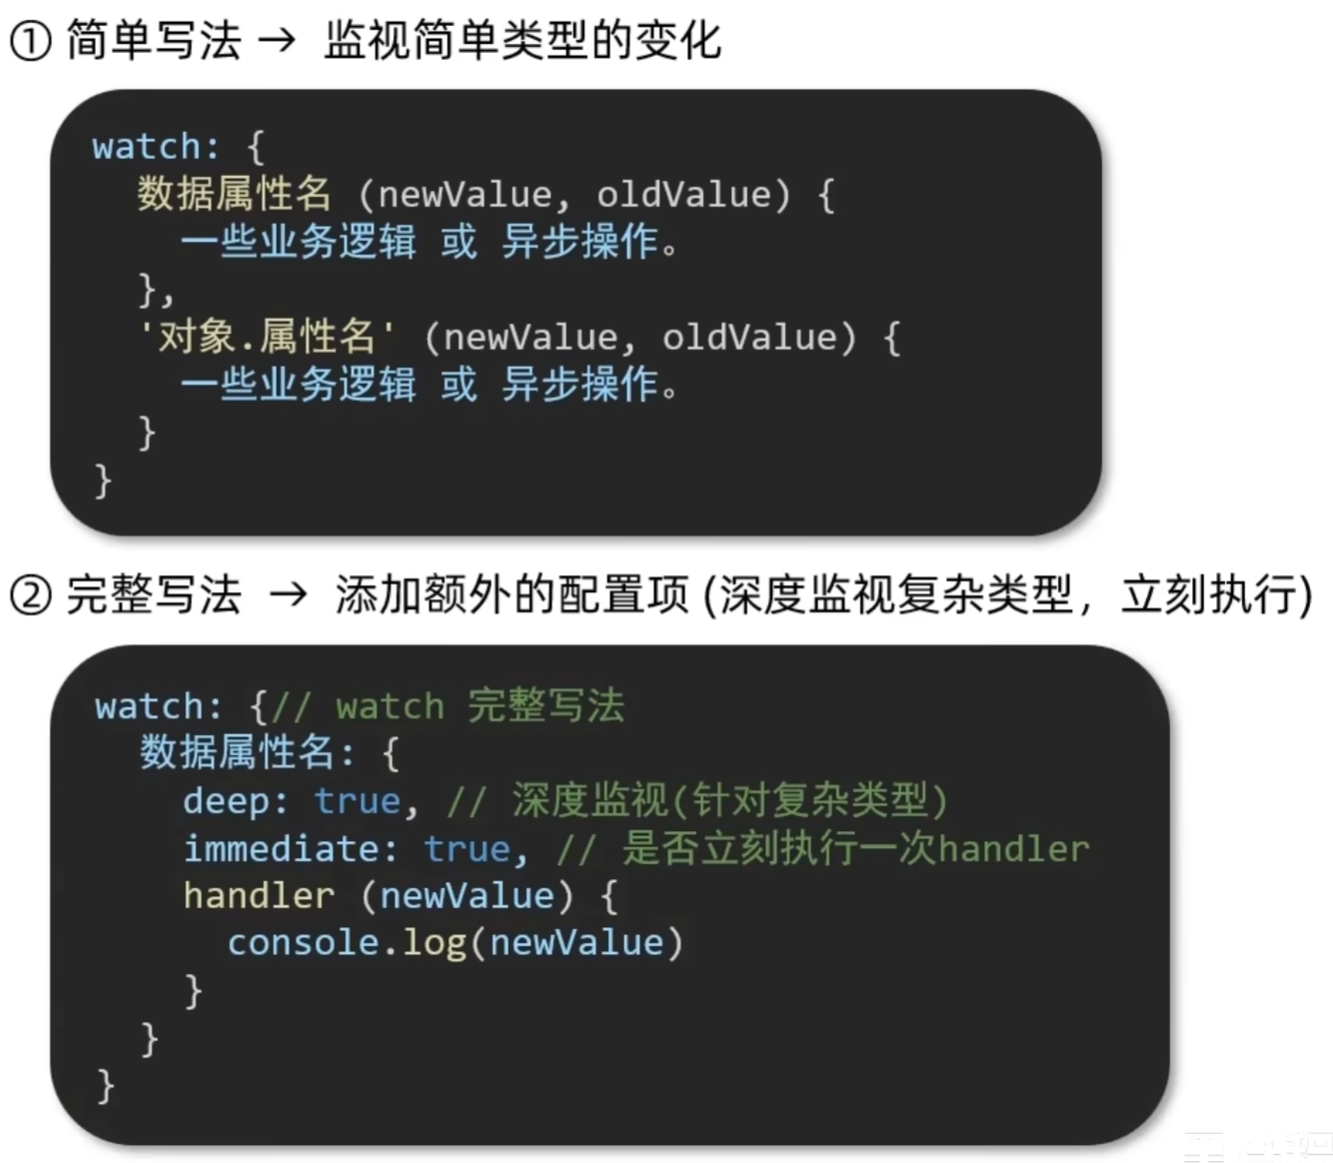 ① 简单写法 → 监视简单类型的变化
watch: {
  数据属性名 (newValue, oldValue) {
    一些业务逻辑 或 异步操作。
  },
  '对象.属性名' (newValue, oldValue) {
    一些业务逻辑 或 异步操作。
  }
}
② 完整写法 → 添加额外的配置项 (深度监视复杂类型，立刻执行)
watch: {// watch 完整写法
  数据属性名: {
    deep: true, // 深度监视(针对复杂类型)
    immediate: true, // 是否立刻执行一次handler
    handler (newValue) {
      console.log(newValue)
    }
  }
}